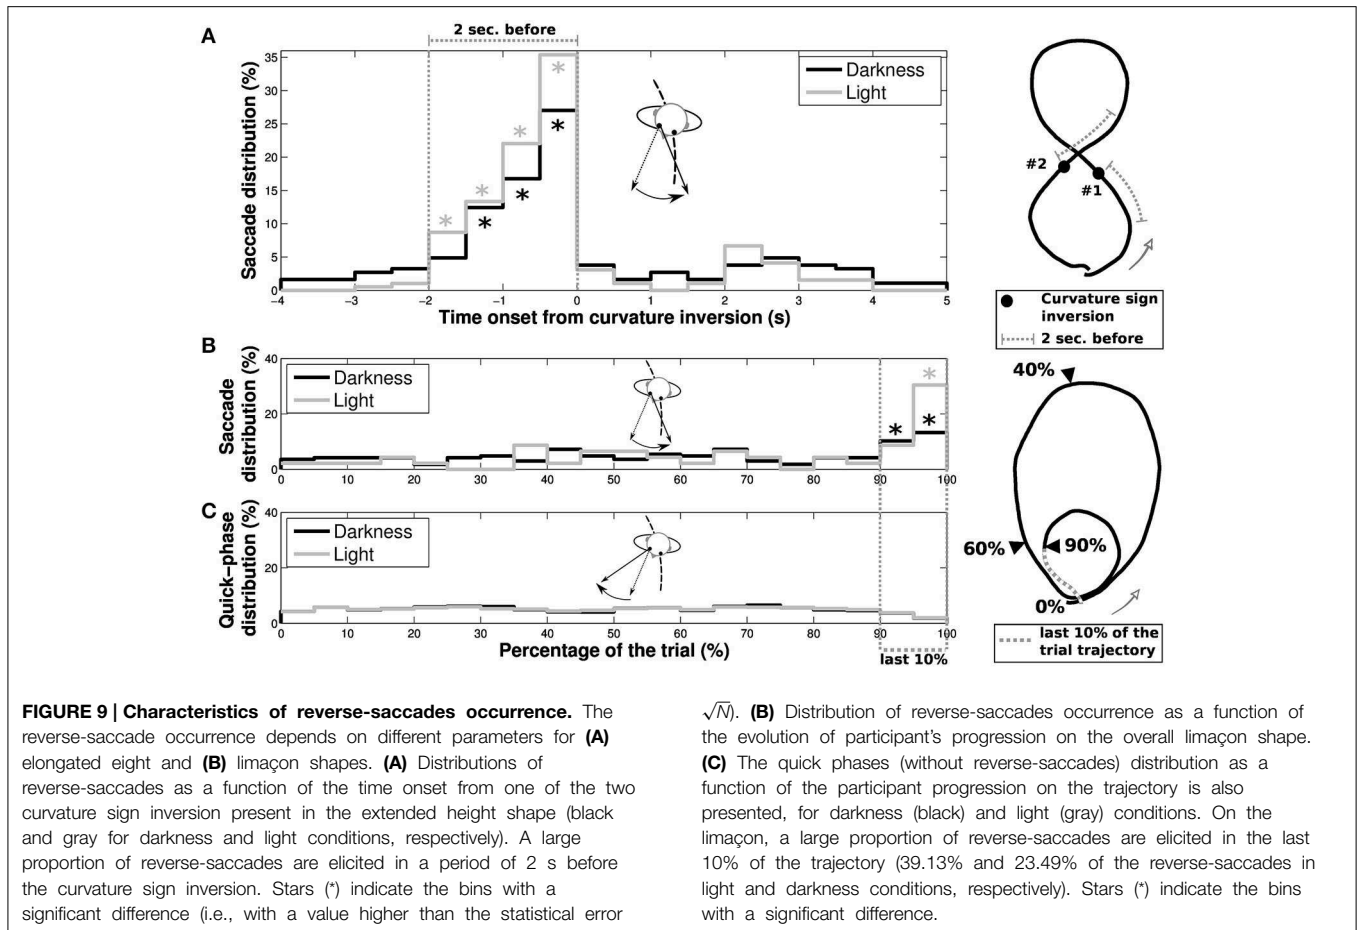 A
2 sec. before
Saccade distribution (%)
35
30
25
20
15
10
5
0
* * * *
* * *
Darkness
Light
−4 −3 −2 −1 0 1 2 3 4 5
Time onset from curvature inversion (s)
#2
#1
Curvature sign
inversion
2 sec. before
B
Saccade
distribution (%)
40
20
0
Darkness
Light
*
* *
0 10 20 30 40 50 60 70 80 90 100
C
Quick−phase
distribution (%)
40
20
0
Darkness
Light
0 10 20 30 40 50 60 70 80 90 100
Percentage of the trial (%)
last 10%
40%
60%
90%
0%
last 10% of the
trial trajectory
FIGURE 9 | Characteristics of reverse-saccades occurrence. The
reverse-saccade occurrence depends on different parameters for (A)
elongated eight and (B) limaçon shapes. (A) Distributions of
reverse-saccades as a function of the time onset from one of the two
curvature sign inversion present in the extended height shape (black
and gray for darkness and light conditions, respectively). A large
proportion of reverse-saccades are elicited in a period of 2 s before
the curvature sign inversion. Stars (*) indicate the bins with a
significant difference (i.e., with a value higher than the statistical error
√N). (B) Distribution of reverse-saccades occurrence as a function of
the evolution of participant's progression on the overall limaçon shape.
(C) The quick phases (without reverse-saccades) distribution as a
function of the participant progression on the trajectory is also
presented, for darkness (black) and light (gray) conditions. On the
limaçon, a large proportion of reverse-saccades are elicited in the last
10% of the trajectory (39.13% and 23.49% of the reverse-saccades in
light and darkness conditions, respectively). Stars (*) indicate the bins
with a significant difference.